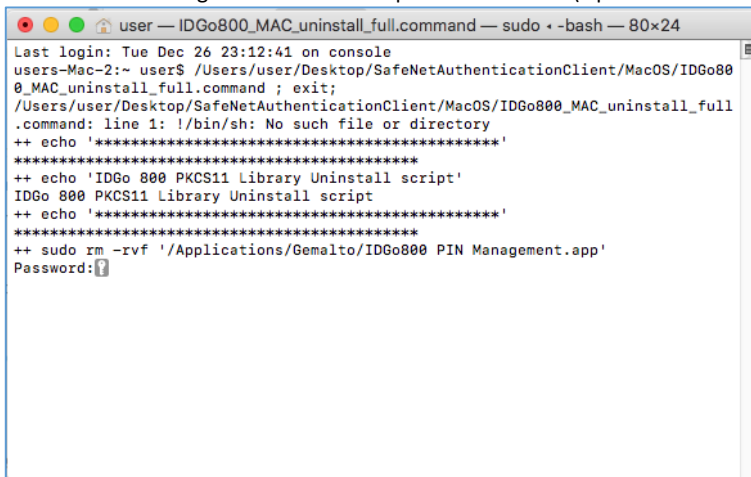 user — IDGo800_MAC_uninstall_full.command — sudo ◂ -bash — 80×24
Last login: Tue Dec 26 23:12:41 on console
users-Mac-2:~ user$ /Users/user/Desktop/SafeNetAuthenticationClient/MacOS/IDGo80
0_MAC_uninstall_full.command ; exit;
/Users/user/Desktop/SafeNetAuthenticationClient/MacOS/IDGo800_MAC_uninstall_full
.command: line 1: !/bin/sh: No such file or directory
++ echo '*********************************************'
*********************************************
++ echo 'IDGo 800 PKCS11 Library Uninstall script'
IDGo 800 PKCS11 Library Uninstall script
++ echo '*********************************************'
*********************************************
++ sudo rm -rvf '/Applications/Gemalto/IDGo800 PIN Management.app'
Password: